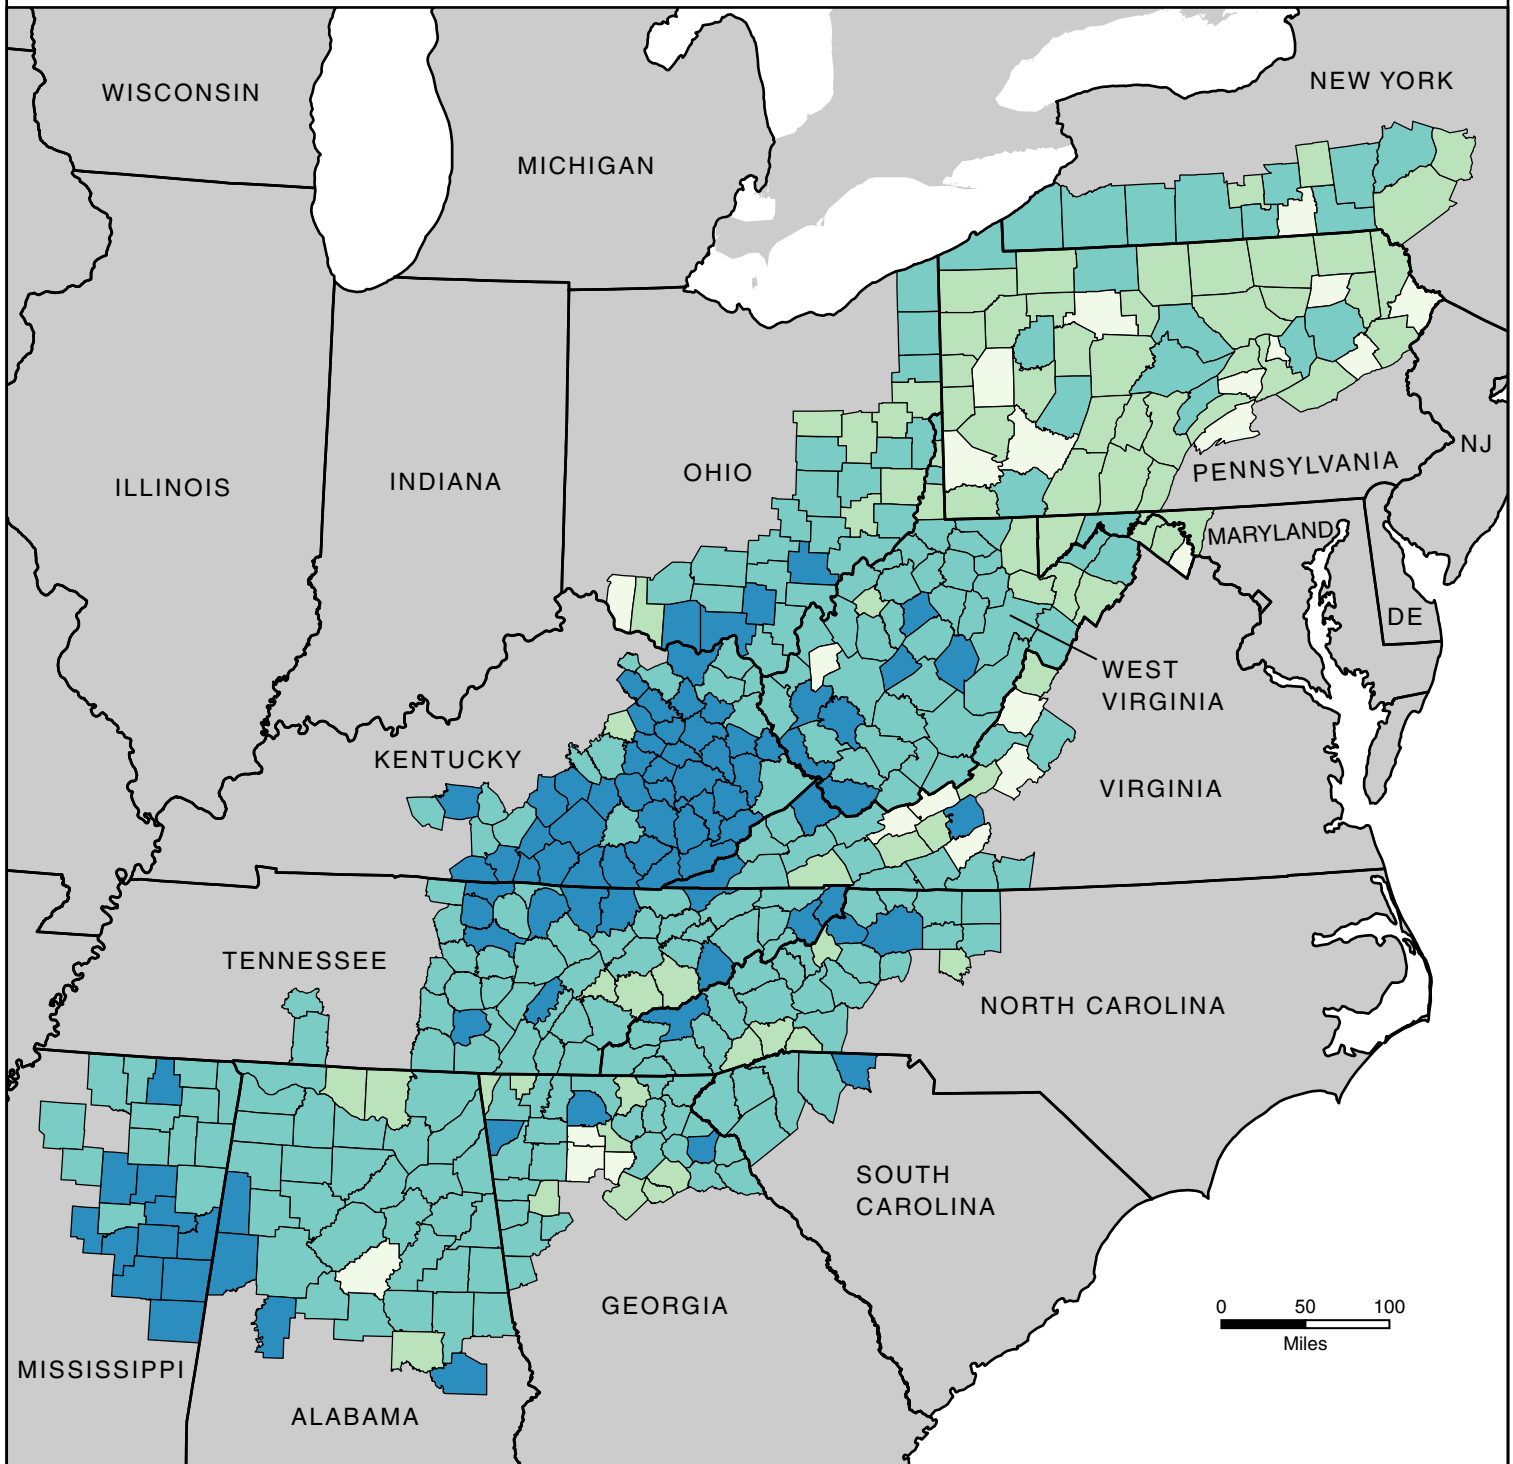 WISCONSIN
NEW YORK
MICHIGAN
ILLINOIS
INDIANA
OHIO
PENNSYLVANIA
NJ
MARYLAND
DE
WEST
VIRGINIA
KENTUCKY
VIRGINIA
TENNESSEE
NORTH CAROLINA
SOUTH
CAROLINA
GEORGIA
MISSISSIPPI
ALABAMA
0 50 100
Miles